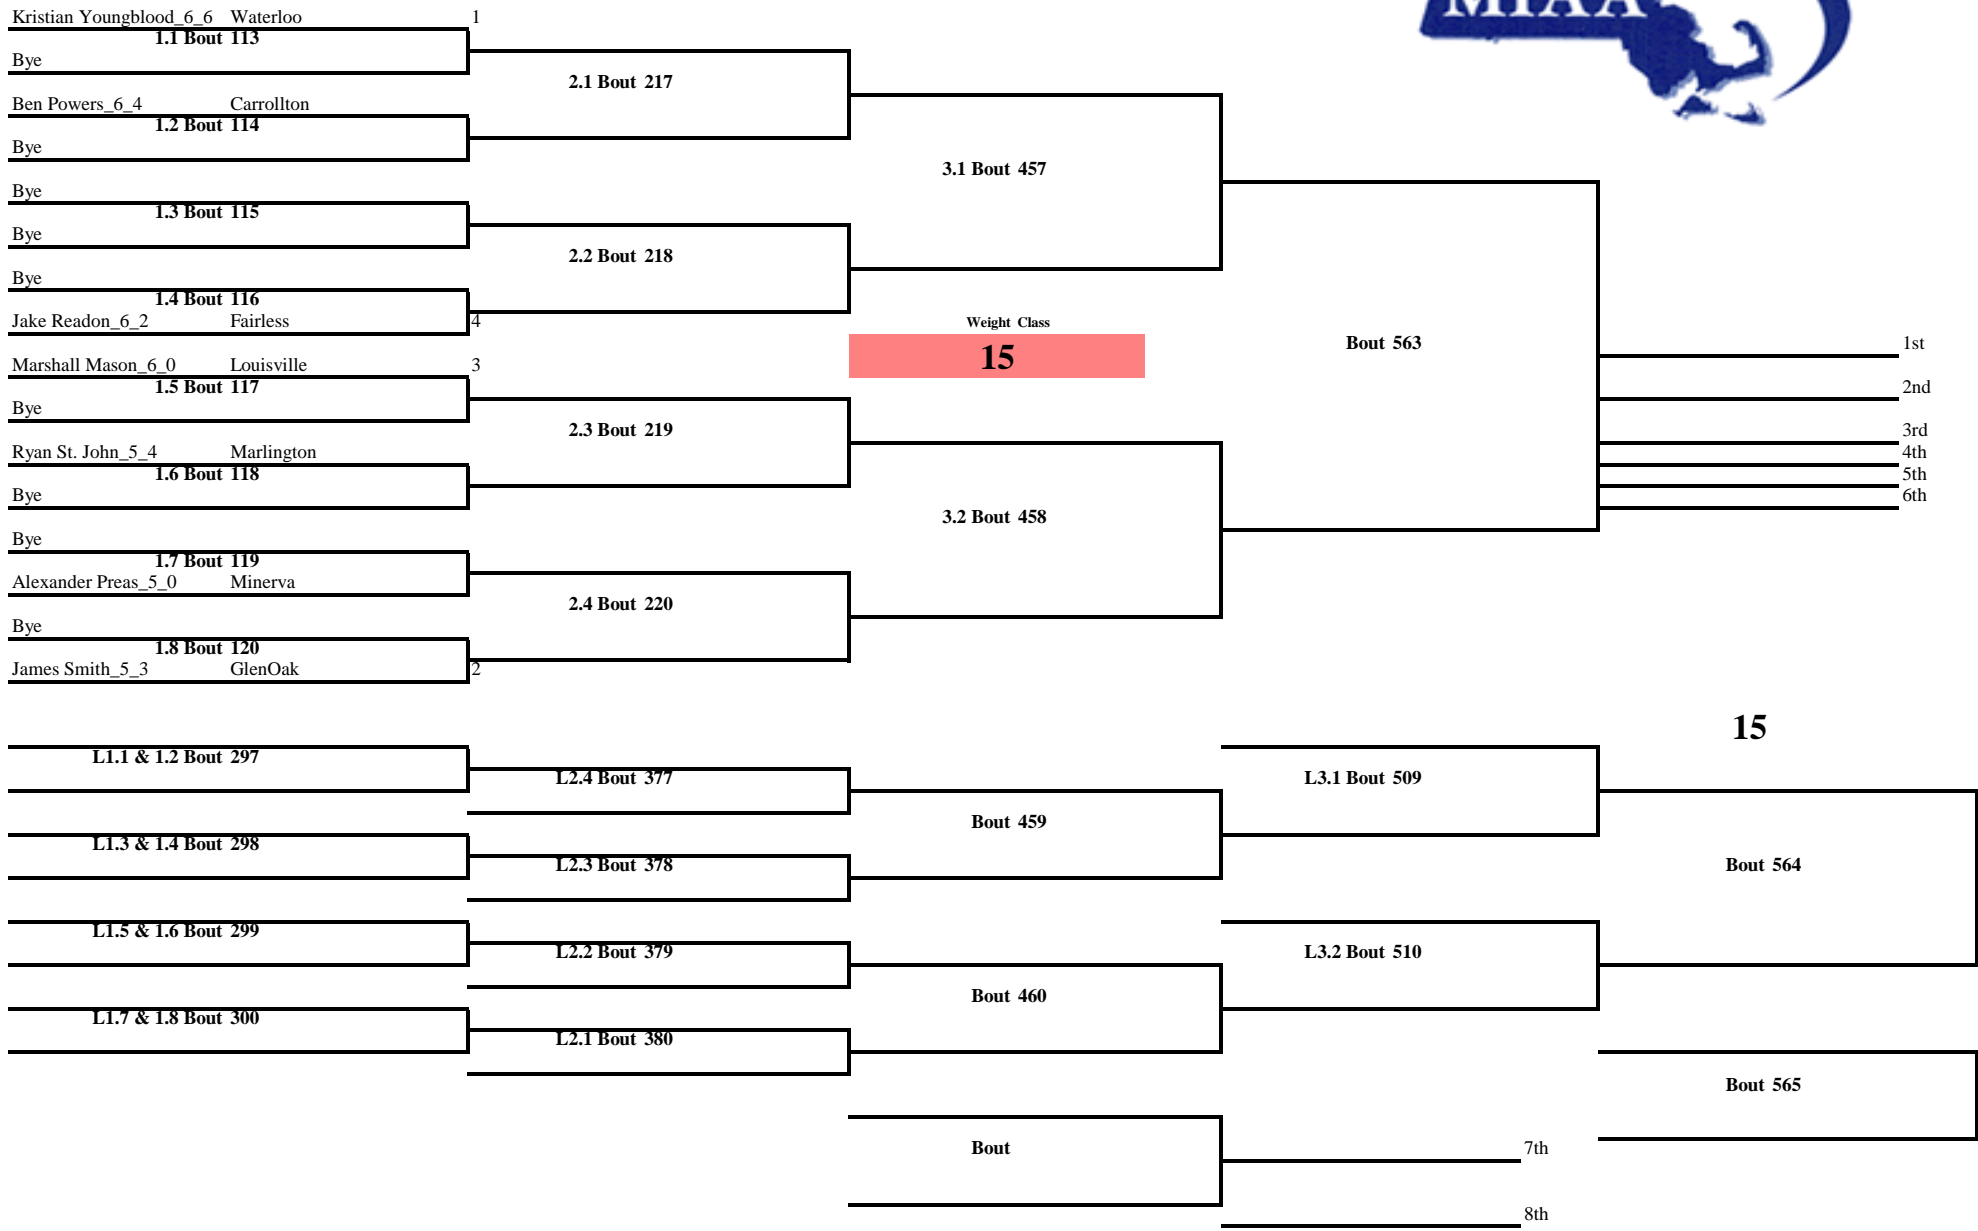 MIAA
Kristian Youngblood_6_6 Waterloo 1
1.1 Bout 113
Bye
2.1 Bout 217
Ben Powers_6_4 Carrollton
1.2 Bout 114
Bye
3.1 Bout 457
Bye
1.3 Bout 115
Bye
2.2 Bout 218
Bye
1.4 Bout 116
Jake Readon_6_2 Fairless 4
Weight Class
15
Bout 563
1st
Marshall Mason_6_0 Louisville 3
1.5 Bout 117
2nd
Bye
2.3 Bout 219
3rd
Ryan St. John_5_4 Marlington
4th
1.6 Bout 118
5th
Bye
6th
3.2 Bout 458
Bye
1.7 Bout 119
Alexander Preas_5_0 Minerva
2.4 Bout 220
Bye
1.8 Bout 120
James Smith_5_3 GlenOak 2
15
L1.1 & 1.2 Bout 297
L2.4 Bout 377
L3.1 Bout 509
Bout 459
L1.3 & 1.4 Bout 298
L2.3 Bout 378
Bout 564
L1.5 & 1.6 Bout 299
L2.2 Bout 379
L3.2 Bout 510
Bout 460
L1.7 & 1.8 Bout 300
L2.1 Bout 380
Bout 565
Bout
7th
8th